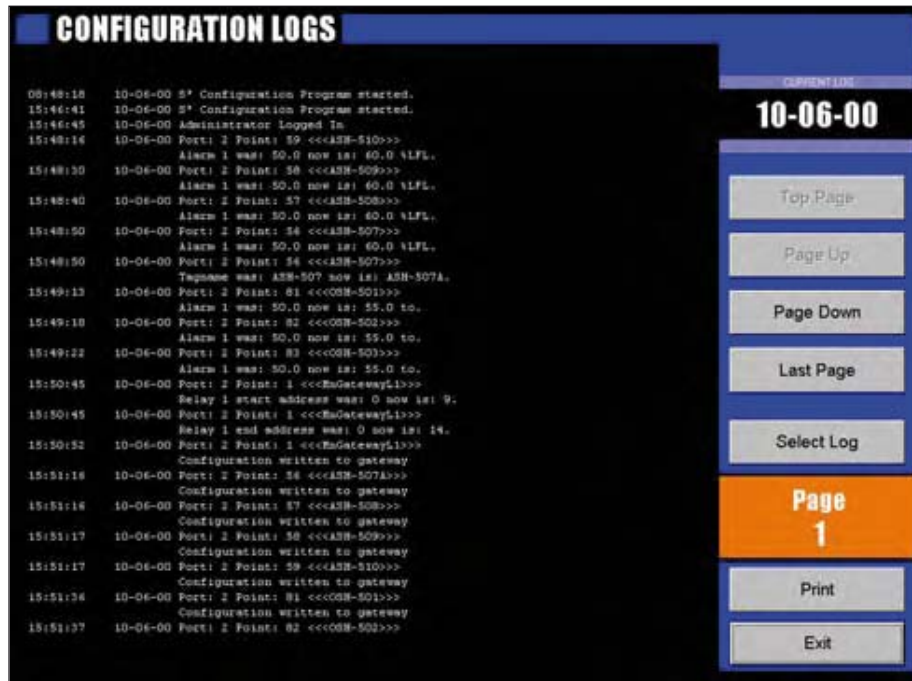 CONFIGURATION LOGS
08:48:18 10-06-00 S³ Configuration Program started.
15:46:41 10-06-00 S³ Configuration Program started.
15:46:45 10-06-00 Administrator Logged In
15:48:16 10-06-00 Port: 2 Point: 59 <<<ASH-510>>>
Alarm 1 was: 50.0 now is: 60.0 %LFL.
15:48:30 10-06-00 Port: 2 Point: 58 <<<ASH-509>>>
Alarm 1 was: 50.0 now is: 60.0 %LFL.
15:48:40 10-06-00 Port: 2 Point: 57 <<<ASH-508>>>
Alarm 1 was: 50.0 now is: 60.0 %LFL.
15:48:50 10-06-00 Port: 2 Point: 56 <<<ASH-507>>>
Alarm 1 was: 50.0 now is: 60.0 %LFL.
15:48:50 10-06-00 Port: 2 Point: 56 <<<ASH-507>>>
Tagname was: ASH-507 now is: ASH-507A.
15:49:13 10-06-00 Port: 2 Point: 81 <<<OSH-501>>>
Alarm 1 was: 50.0 now is: 55.0 to.
15:49:18 10-06-00 Port: 2 Point: 82 <<<OSH-502>>>
Alarm 1 was: 50.0 now is: 55.0 to.
15:49:22 10-06-00 Port: 2 Point: 83 <<<OSH-503>>>
Alarm 1 was: 50.0 now is: 55.0 to.
15:50:45 10-06-00 Port: 2 Point: 1 <<<MnGatewayL1>>>
Relay 1 start address was: 0 now is: 9.
15:50:45 10-06-00 Port: 2 Point: 1 <<<MnGatewayL1>>>
Relay 1 end address was: 0 now is: 14.
15:50:52 10-06-00 Port: 2 Point: 1 <<<MnGatewayL1>>>
Configuration written to gateway
15:51:16 10-06-00 Port: 2 Point: 56 <<<ASH-507A>>>
Configuration written to gateway
15:51:16 10-06-00 Port: 2 Point: 57 <<<ASH-508>>>
Configuration written to gateway
15:51:17 10-06-00 Port: 2 Point: 58 <<<ASH-509>>>
Configuration written to gateway
15:51:17 10-06-00 Port: 2 Point: 59 <<<ASH-510>>>
Configuration written to gateway
15:51:36 10-06-00 Port: 2 Point: 81 <<<OSH-501>>>
Configuration written to gateway
15:51:37 10-06-00 Port: 2 Point: 82 <<<OSH-502>>>
CURRENT LOG
10-06-00
Top Page
Page Up
Page Down
Last Page
Select Log
Page
1
Print
Exit